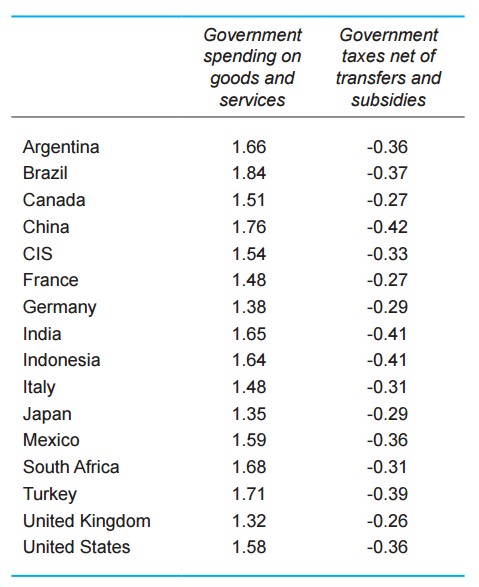 Government Government
spending on taxes net of
goods and transfers and
services subsidies
Argentina 1.66 -0.36
Brazil 1.84 -0.37
Canada 1.51 -0.27
China 1.76 -0.42
CIS 1.54 -0.33
France 1.48 -0.27
Germany 1.38 -0.29
India 1.65 -0.41
Indonesia 1.64 -0.41
Italy 1.48 -0.31
Japan 1.35 -0.29
Mexico 1.59 -0.36
South Africa 1.68 -0.31
Turkey 1.71 -0.39
United Kingdom 1.32 -0.26
United States 1.58 -0.36